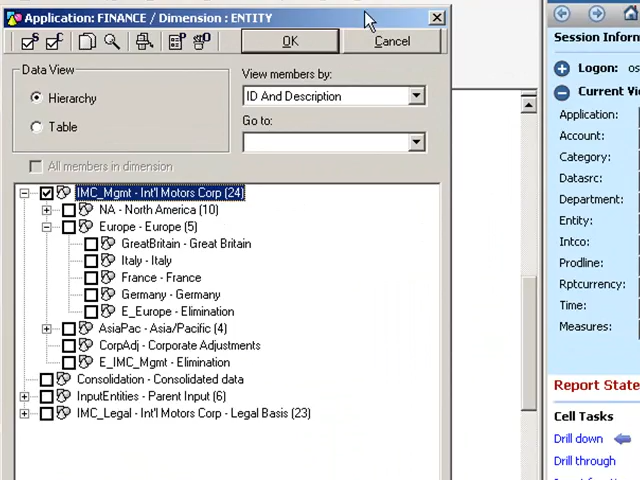 Application: FINANCE / Dimension : ENTITY
OK
Cancel
Data View
Hierarchy
Table
View members by:
ID And Description
Go to:
All members in dimension
IMC_Mgmt - Int'l Motors Corp (24)
NA - North America (10)
Europe - Europe (5)
GreatBritain - Great Britain
Italy - Italy
France - France
Germany - Germany
E_Europe - Elimination
AsiaPac - Asia/Pacific (4)
CorpAdj - Corporate Adjustments
E_IMC_Mgmt - Elimination
Consolidation - Consolidated data
InputEntities - Parent Input (6)
IMC_Legal - Int'l Motors Corp - Legal Basis (23)
Session Inforr
Logon: os
Current Vi
Application:
Account:
Category:
Datasrc:
Department:
Entity:
Intco:
Prodline:
Rptcurrency:
Time:
Measures:
Report State
Cell Tasks
Drill down
Drill through